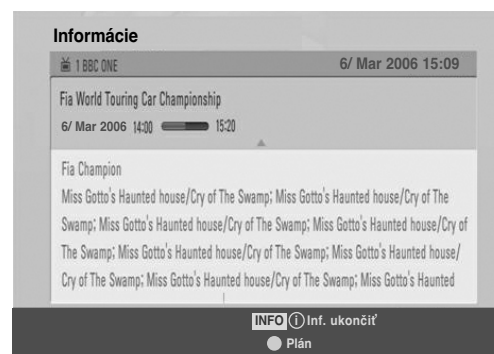 Informácie
1 BBC ONE 6/ Mar 2006 15:09
Fia World Touring Car Championship
6/ Mar 2006 14:00 15:20
Fia Champion
Miss Gotto's Haunted house/Cry of The Swamp; Miss Gotto's Haunted house/Cry of The
Swamp; Miss Gotto's Haunted house/Cry of The Swamp; Miss Gotto's Haunted house/Cry of
The Swamp; Miss Gotto's Haunted house/Cry of The Swamp; Miss Gotto's Haunted house/
Cry of The Swamp; Miss Gotto's Haunted house/Cry of The Swamp; Miss Gotto's Haunted
INFO i Inf. ukončiť
Plán